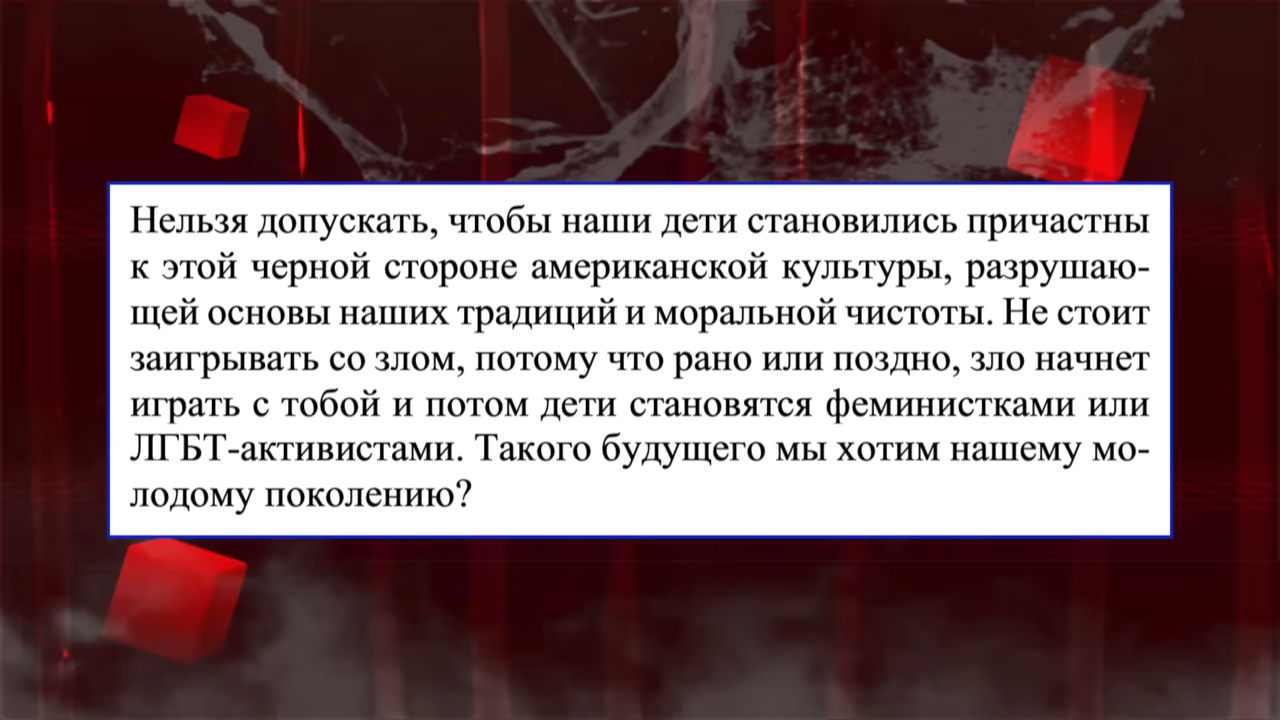 Нельзя допускать, чтобы наши дети становились причастны
к этой черной стороне американской культуры, разрушаю-
щей основы наших традиций и моральной чистоты. Не стоит
заигрывать со злом, потому что рано или поздно, зло начнет
играть с тобой и потом дети становятся феминистками или
ЛГБТ-активистами. Такого будущего мы хотим нашему мо-
лодому поколению?